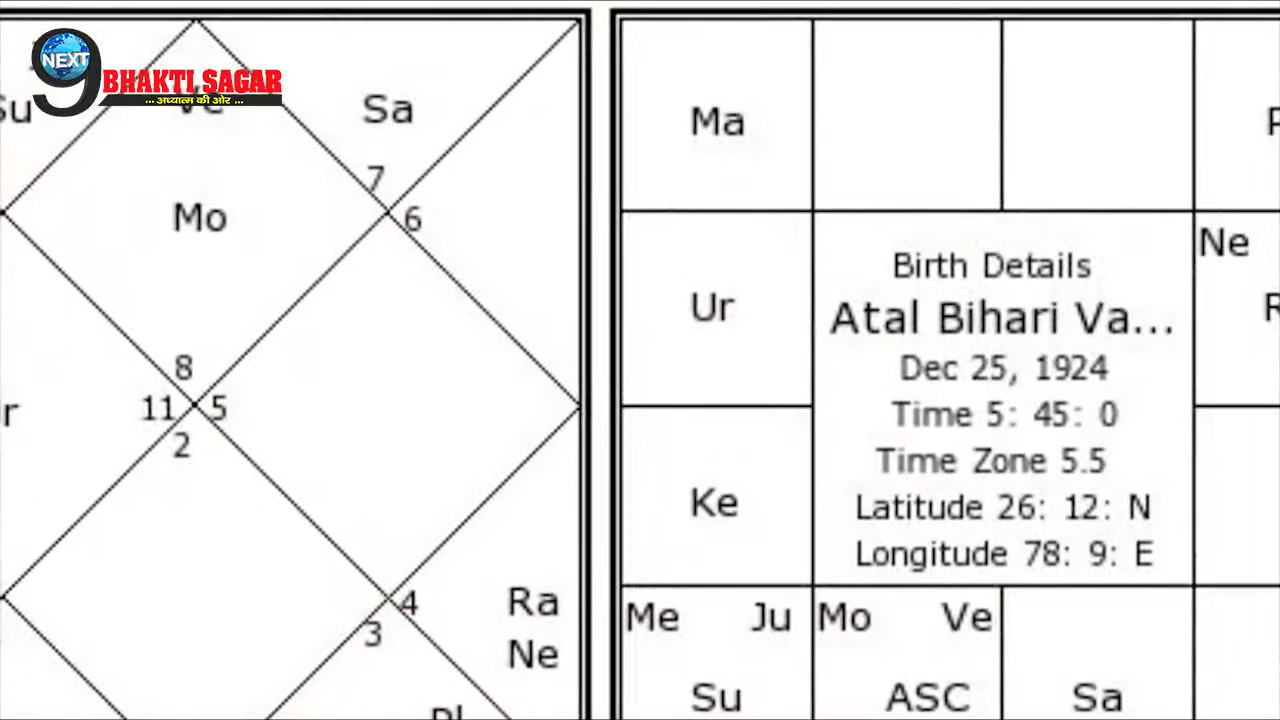 NEXT
9
BHAKTI SAGAR
... अध्यात्म की ओर ...
Su
Ve
Sa
7
6
Mo
8
11
5
2
4
3
Ra
Ne
Ma
Ur
Ke
Ne
Birth Details
Atal Bihari Va...
Dec 25, 1924
Time 5: 45: 0
Time Zone 5.5
Latitude 26: 12: N
Longitude 78: 9: E
Me Ju
Su
Mo Ve
ASC
Sa